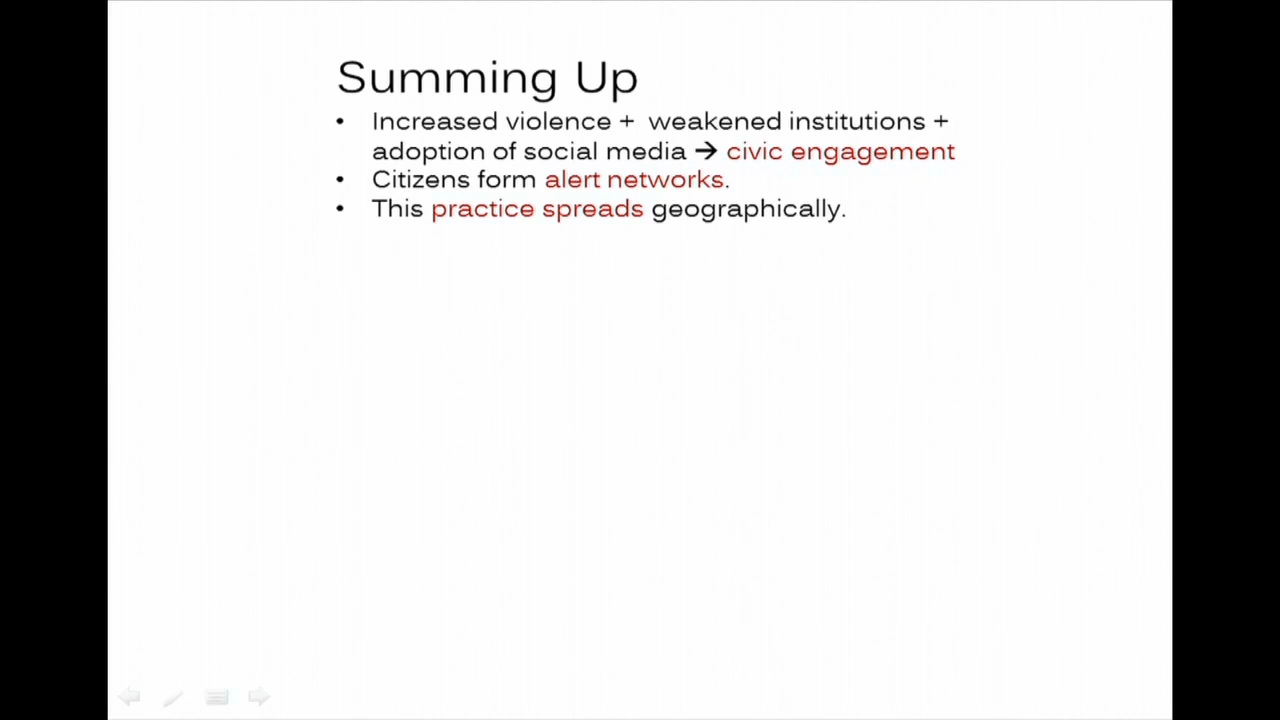 Summing Up
• Increased violence +  weakened institutions +
adoption of social media → civic engagement
• Citizens form alert networks.
• This practice spreads geographically.